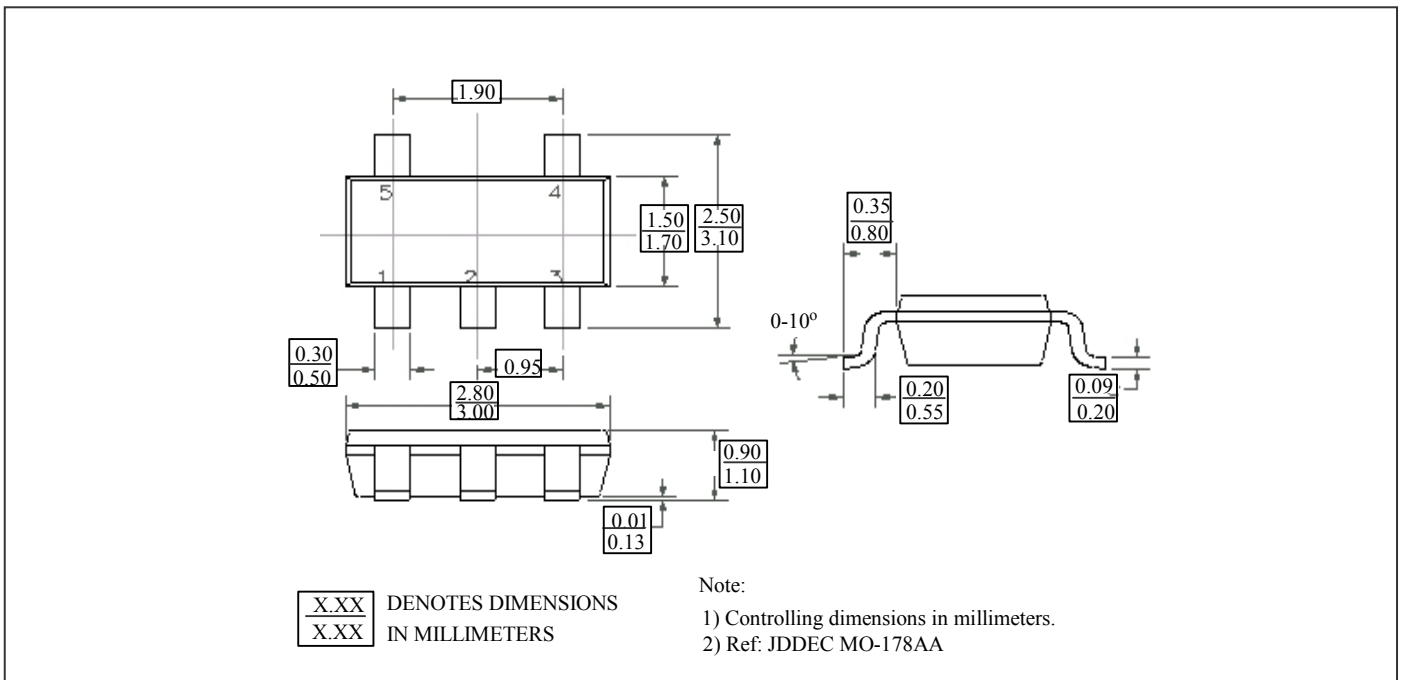 1.90
5 4
1.50
1.70
2.50
3.10
1 2 3
0.30
0.50
0.95
2.80
3.00
0.90
1.10
0.01
0.13
0.35
0.80
0-10º
0.20
0.55
0.09
0.20
X.XX
X.XX
DENOTES DIMENSIONS
IN MILLIMETERS
Note:
1) Controlling dimensions in millimeters.
2) Ref: JDDEC MO-178AA